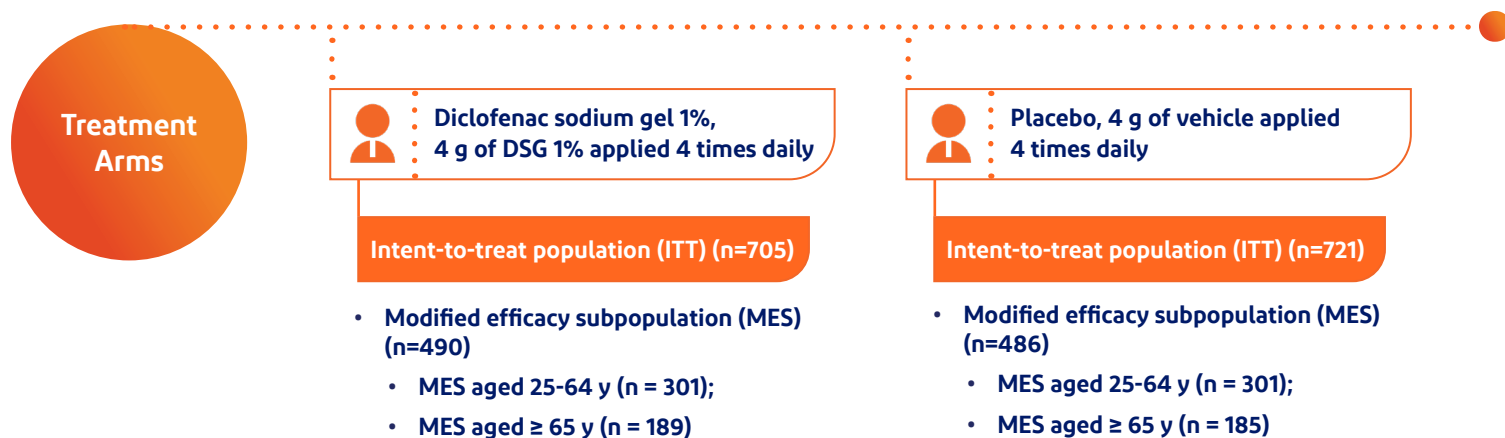 Treatment
Arms
Diclofenac sodium gel 1%,
4 g of DSG 1% applied 4 times daily
Intent-to-treat population (ITT) (n=705)
• Modified efficacy subpopulation (MES)
(n=490)
• MES aged 25-64 y (n = 301);
• MES aged ≥ 65 y (n = 189)
Placebo, 4 g of vehicle applied
4 times daily
Intent-to-treat population (ITT) (n=721)
• Modified efficacy subpopulation (MES)
(n=486)
• MES aged 25-64 y (n = 301);
• MES aged ≥ 65 y (n = 185)